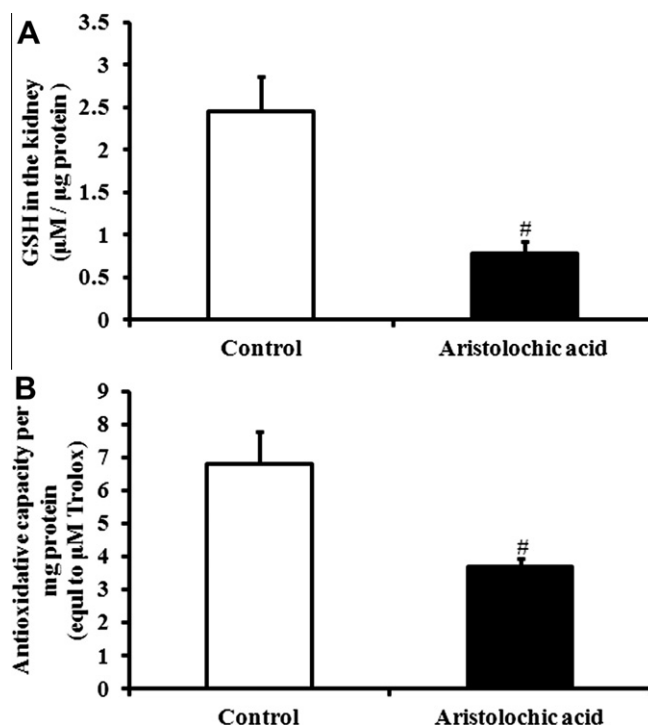 A
GSH in the kidney
(µM / µg protein)
3.5
3
2.5
2
1.5
1
0.5
0
#
Control
Aristolochic acid
B
Antioxidative capacity per
mg protein
(equl to µM Trolox)
9
8
7
6
5
4
3
2
1
0
#
Control
Aristolochic acid